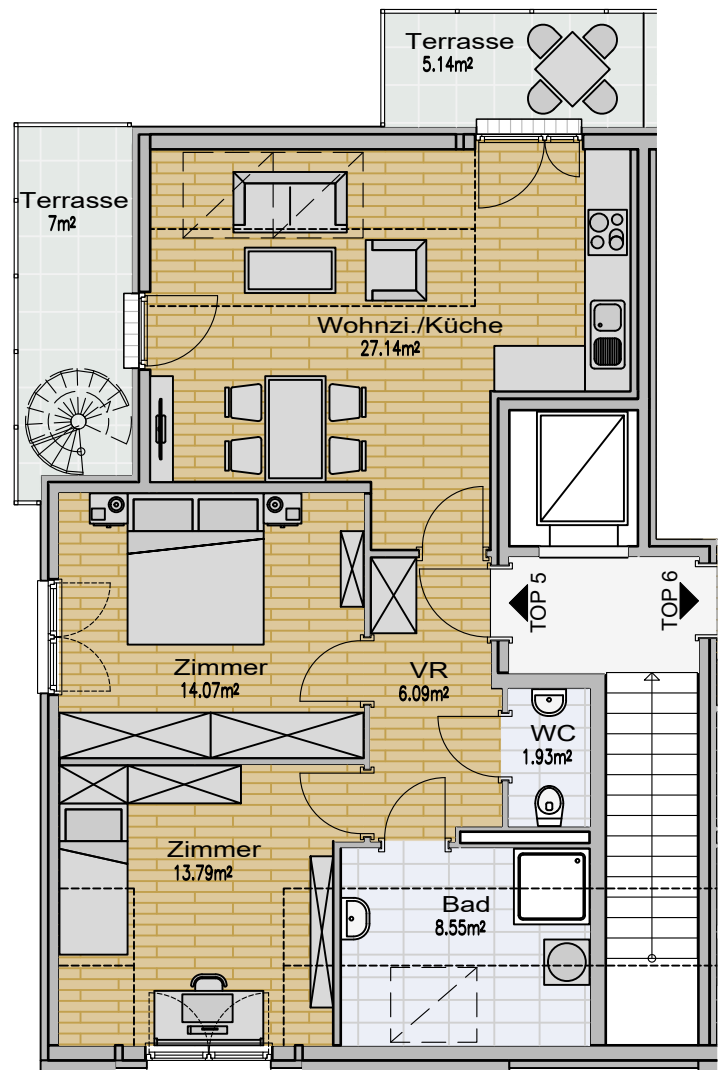 Terrasse
5.14m²
Terrasse
7m²
Wohnzi./Küche
27.14m²
TOP 5
TOP 6
Zimmer
14.07m²
VR
6.09m²
WC
1.93m²
Zimmer
13.79m²
Bad
8.55m²